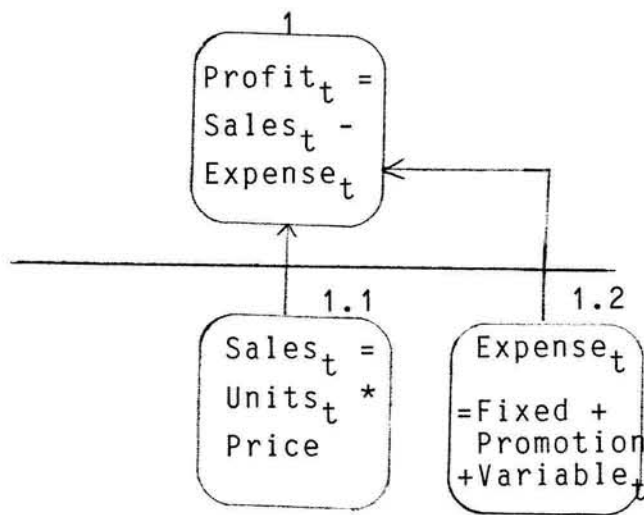 1
Profit_t =
Sales_t -
Expense_t
1.1
Sales_t =
Units_t *
Price
1.2
Expense_t
=Fixed +
Promotion
+Variable_t